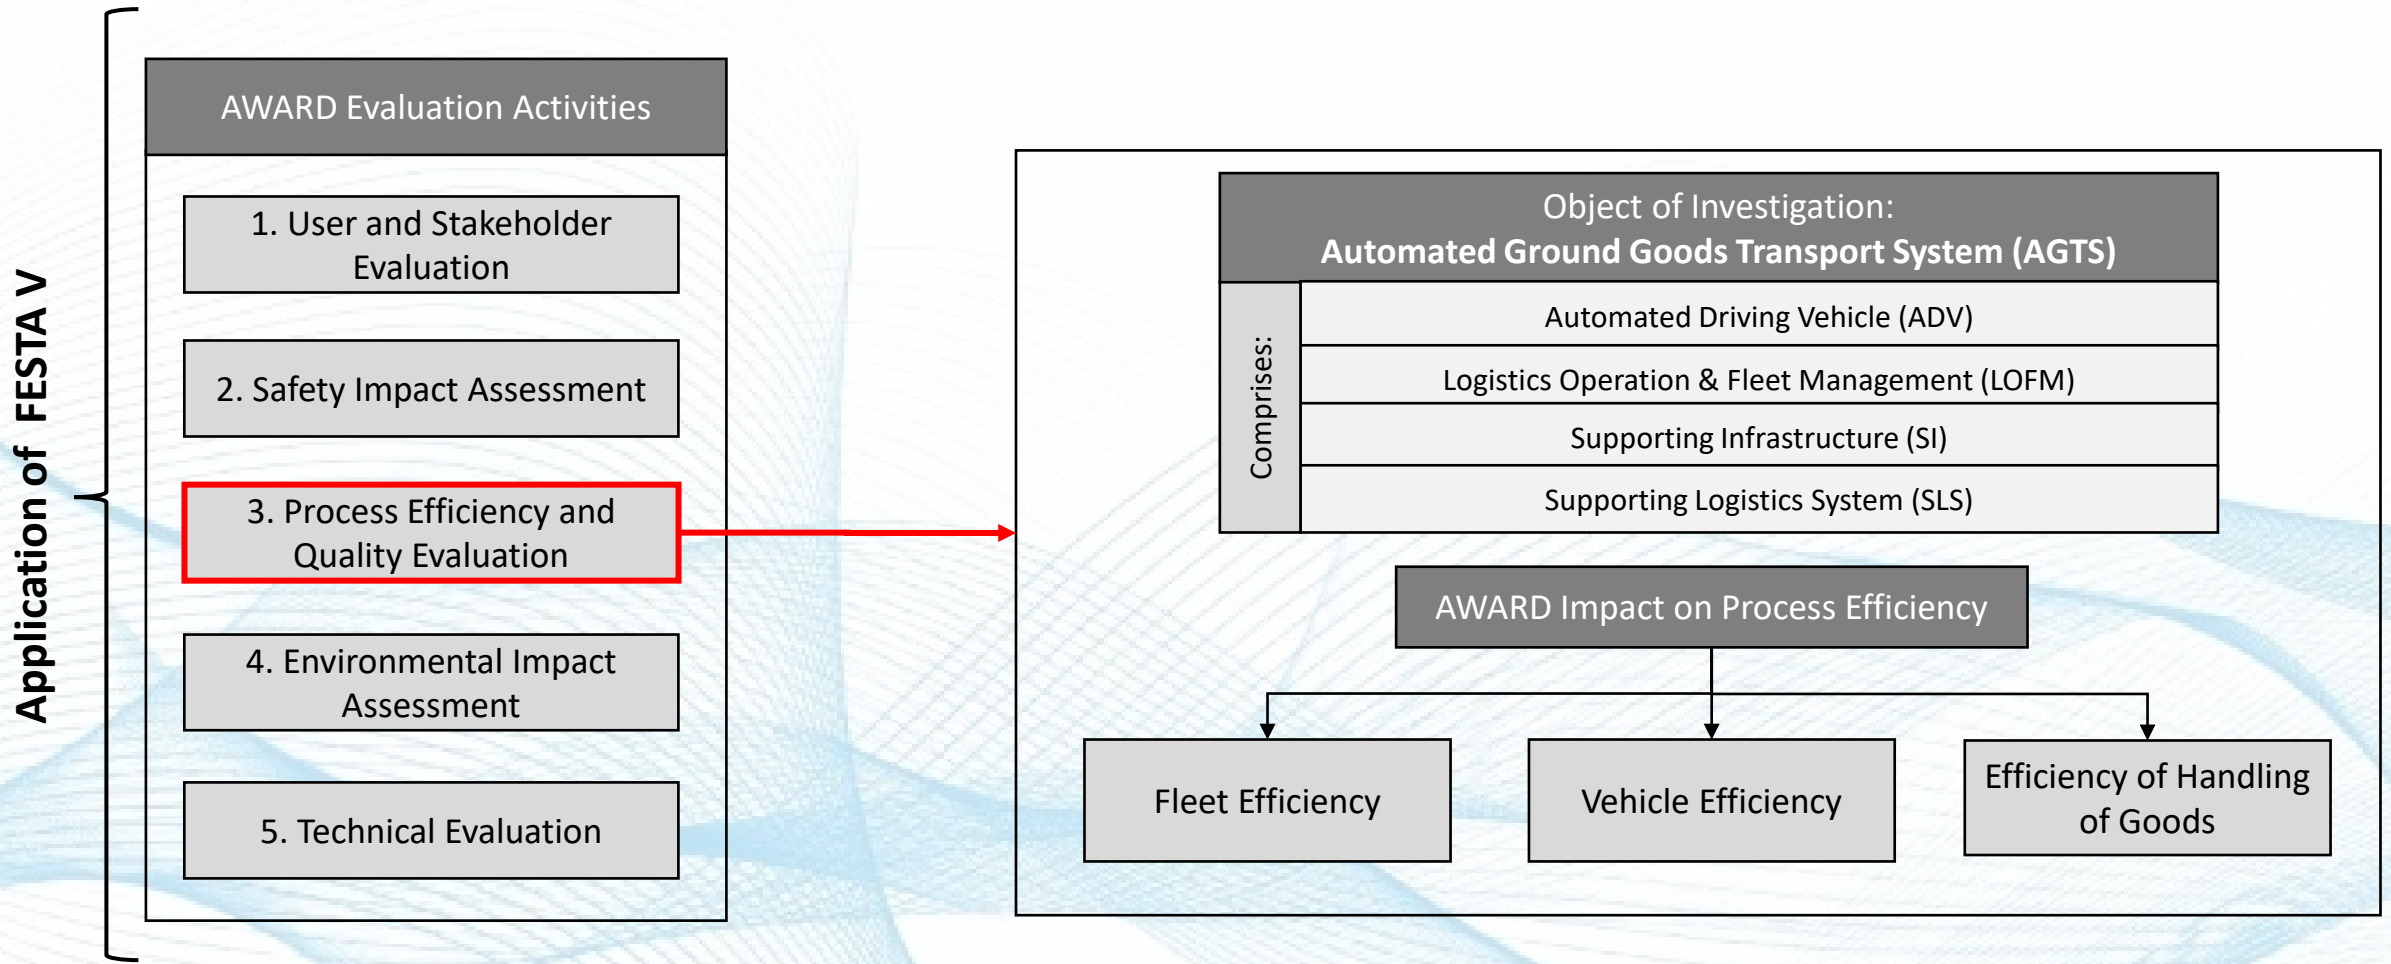 Application of FESTA V
AWARD Evaluation Activities
1. User and Stakeholder
Evaluation
2. Safety Impact Assessment
3. Process Efficiency and
Quality Evaluation
4. Environmental Impact
Assessment
5. Technical Evaluation
Object of Investigation:
Automated Ground Goods Transport System (AGTS)
Comprises:
Automated Driving Vehicle (ADV)
Logistics Operation & Fleet Management (LOFM)
Supporting Infrastructure (SI)
Supporting Logistics System (SLS)
AWARD Impact on Process Efficiency
Fleet Efficiency
Vehicle Efficiency
Efficiency of Handling
of Goods